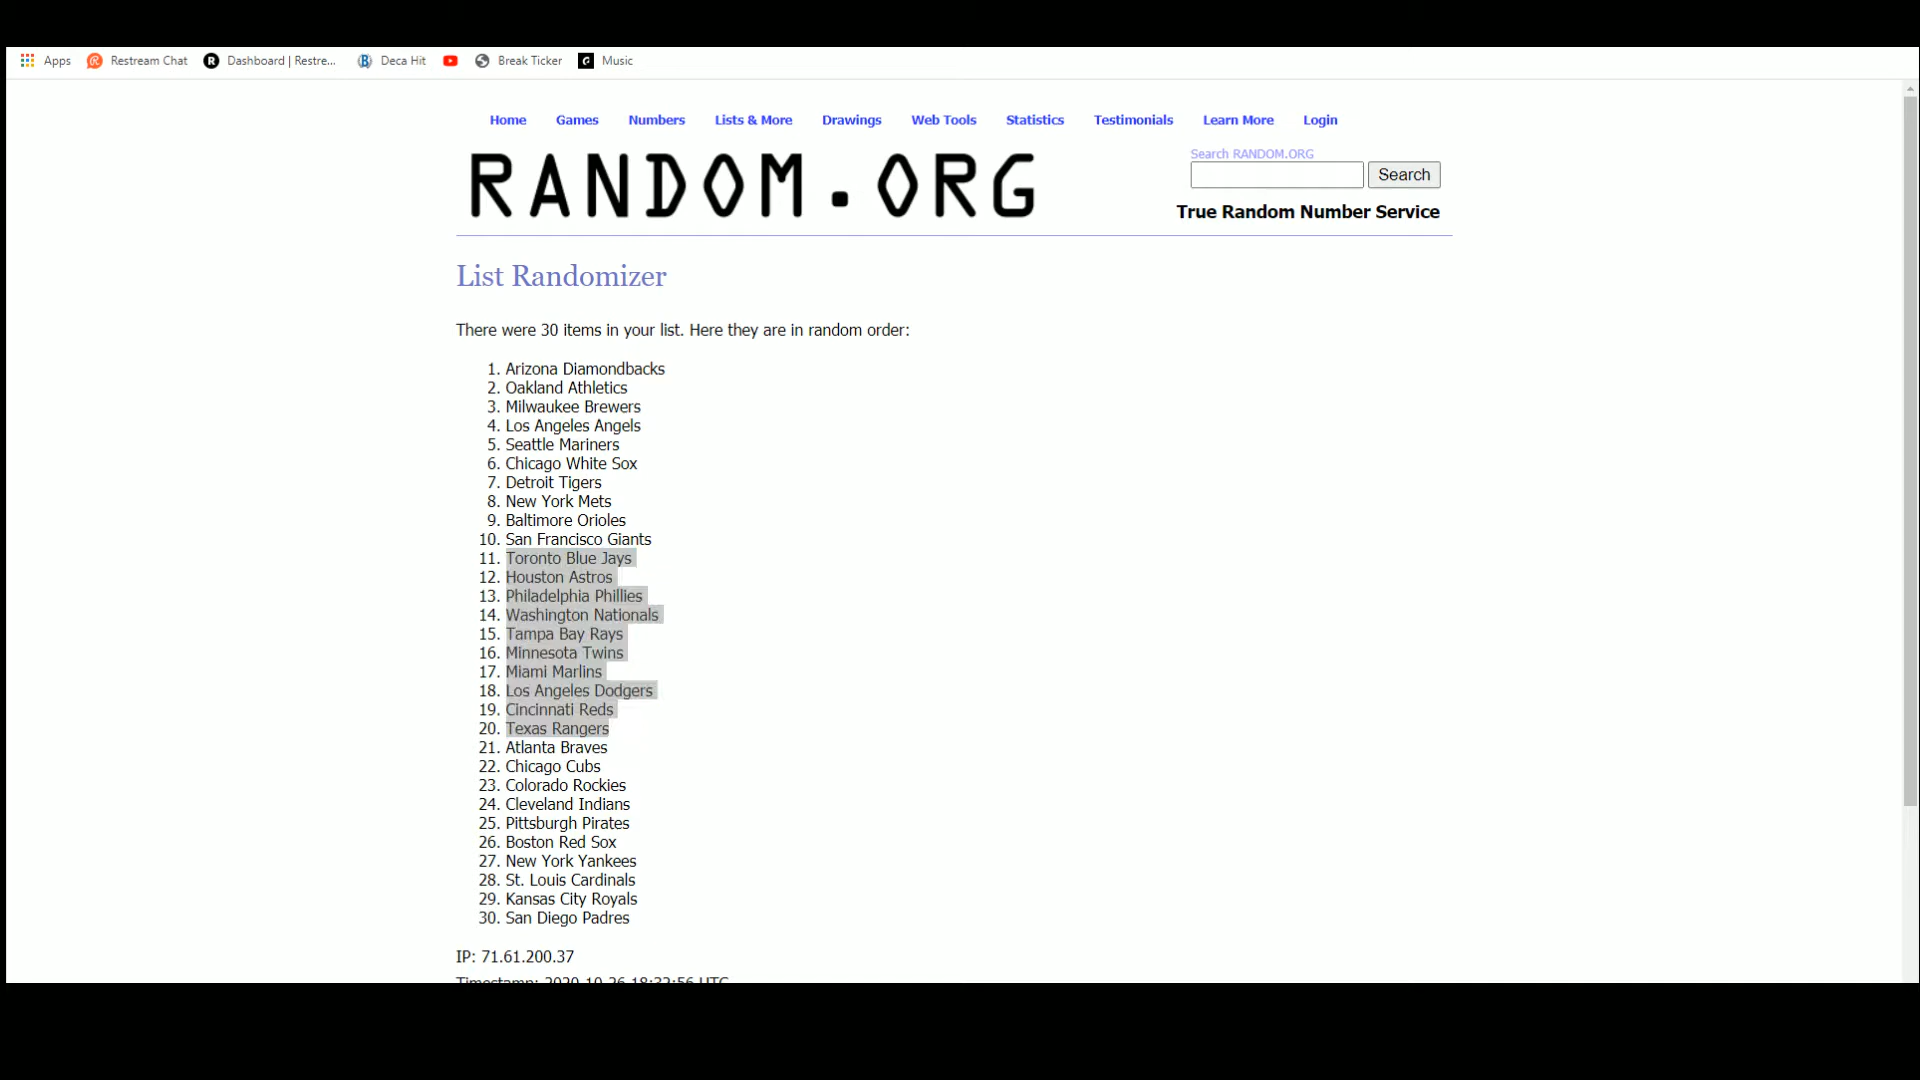 Apps Restream Chat Dashboard | Restre... Deca Hit Break Ticker Music
Home Games Numbers Lists & More Drawings Web Tools Statistics Testimonials Learn More Login
RANDOM.ORG
Search RANDOM.ORG
Search
True Random Number Service
List Randomizer
There were 30 items in your list. Here they are in random order:
1. Arizona Diamondbacks
2. Oakland Athletics
3. Milwaukee Brewers
4. Los Angeles Angels
5. Seattle Mariners
6. Chicago White Sox
7. Detroit Tigers
8. New York Mets
9. Baltimore Orioles
10. San Francisco Giants
11. Toronto Blue Jays
12. Houston Astros
13. Philadelphia Phillies
14. Washington Nationals
15. Tampa Bay Rays
16. Minnesota Twins
17. Miami Marlins
18. Los Angeles Dodgers
19. Cincinnati Reds
20. Texas Rangers
21. Atlanta Braves
22. Chicago Cubs
23. Colorado Rockies
24. Cleveland Indians
25. Pittsburgh Pirates
26. Boston Red Sox
27. New York Yankees
28. St. Louis Cardinals
29. Kansas City Royals
30. San Diego Padres
IP: 71.61.200.37
Timestamp: 2020-10-26 18:32:56 UTC